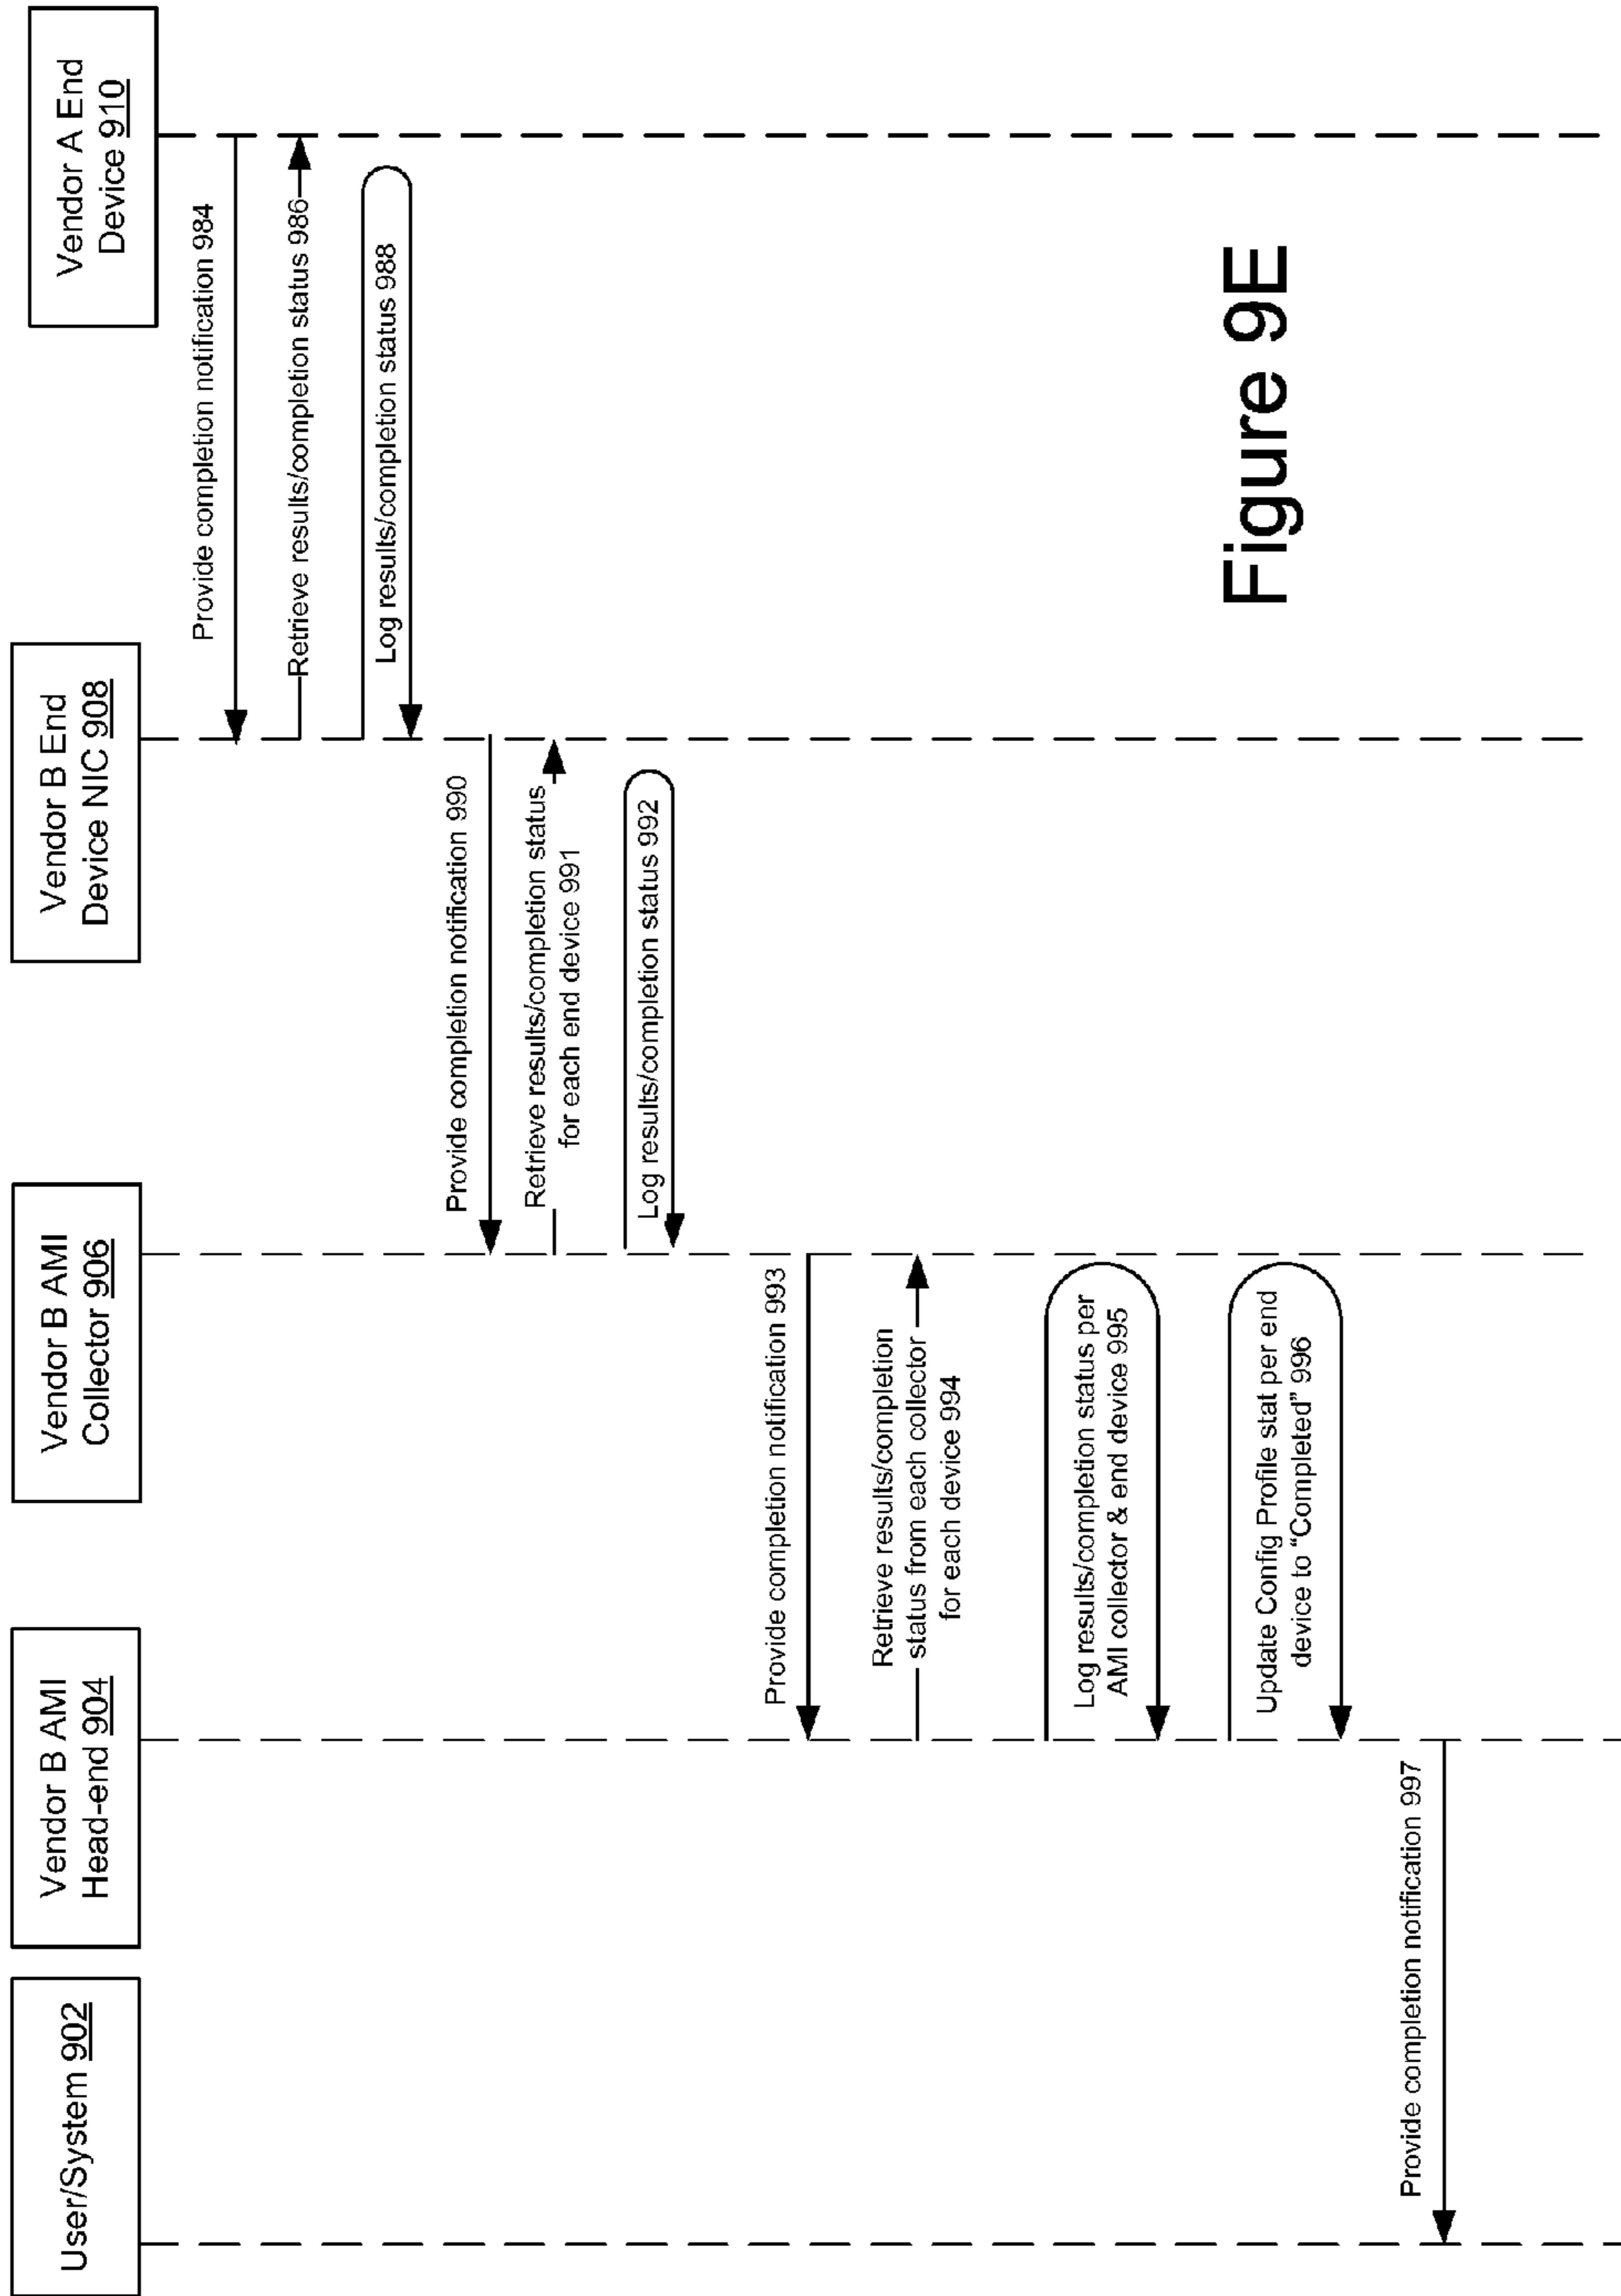 User/System 902
Vendor B AMI
Head-end 904
Vendor B AMI
Collector 906
Vendor B End
Device NIC 908
Vendor A End
Device 910
Provide completion notification 984
Retrieve results/completion status 986
Log results/completion status 988
Provide completion notification 990
Retrieve results/completion status
for each end device 991
Log results/completion status 992
Provide completion notification 993
Retrieve results/completion
status from each collector
for each device 994
Log results/completion status per
AMI collector & end device 995
Update Config Profile stat per end
device to “Completed” 996
Provide completion notification 997
Figure 9E